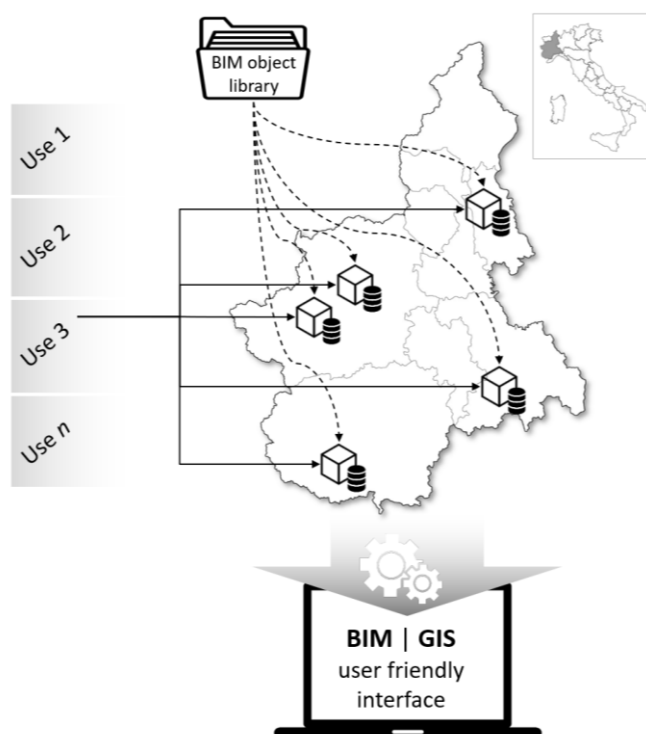 BIM object
library
Use 1
Use 2
Use 3
Use n
BIM | GIS
user friendly
interface